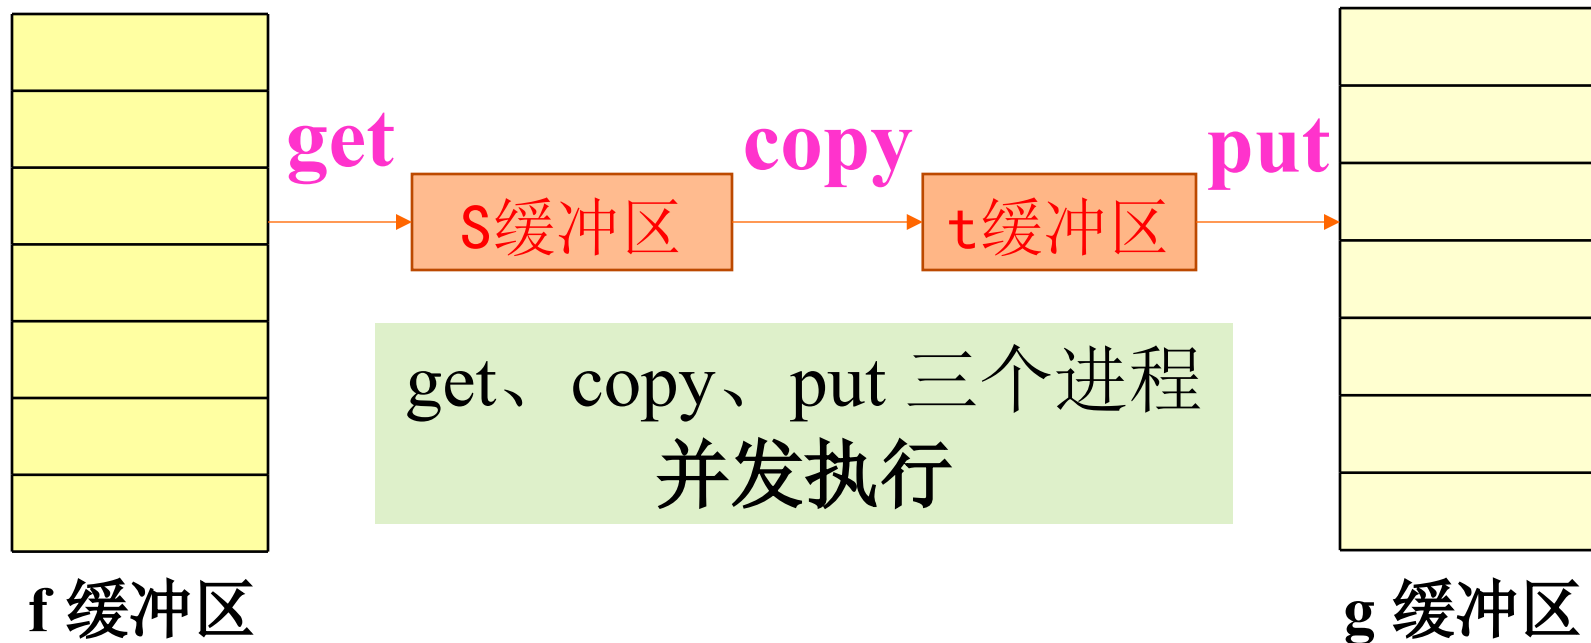 get
copy
put
S缓冲区
t缓冲区
get、copy、put 三个进程
并发执行
f 缓冲区
g 缓冲区